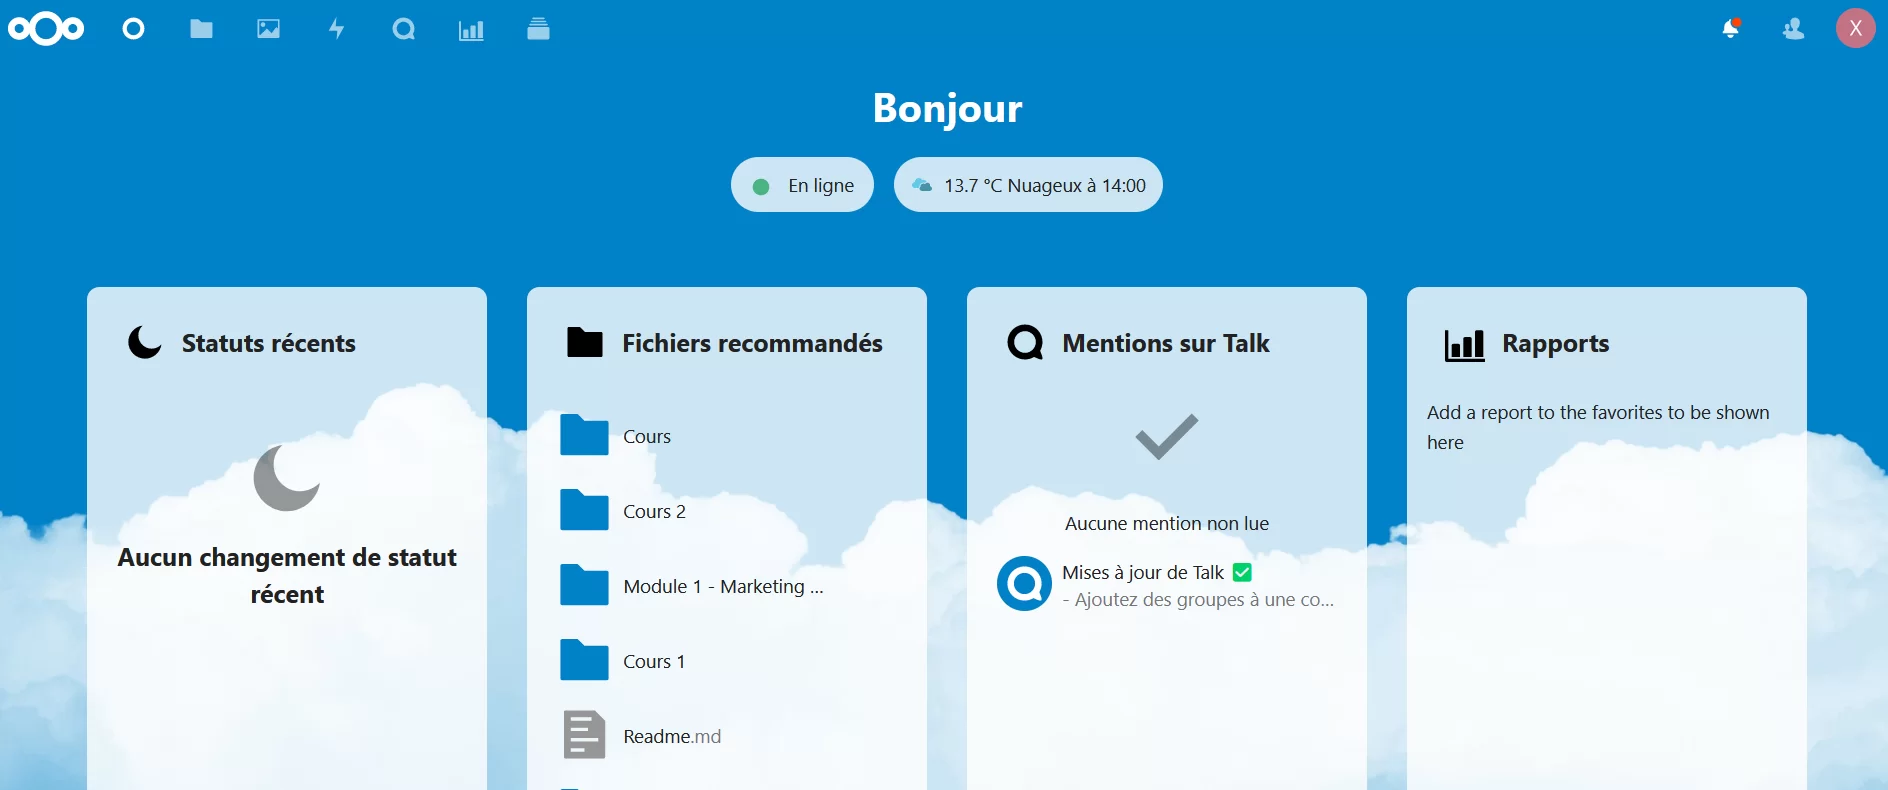 X
Bonjour
En ligne
13.7 °C Nuageux à 14:00
Statuts récents
Aucun changement de statut
récent
Fichiers recommandés
Cours
Cours 2
Module 1 - Marketing ...
Cours 1
Readme.md
Mentions sur Talk
Aucune mention non lue
Mises à jour de Talk ✅
- Ajoutez des groupes à une co...
Rapports
Add a report to the favorites to be shown
here